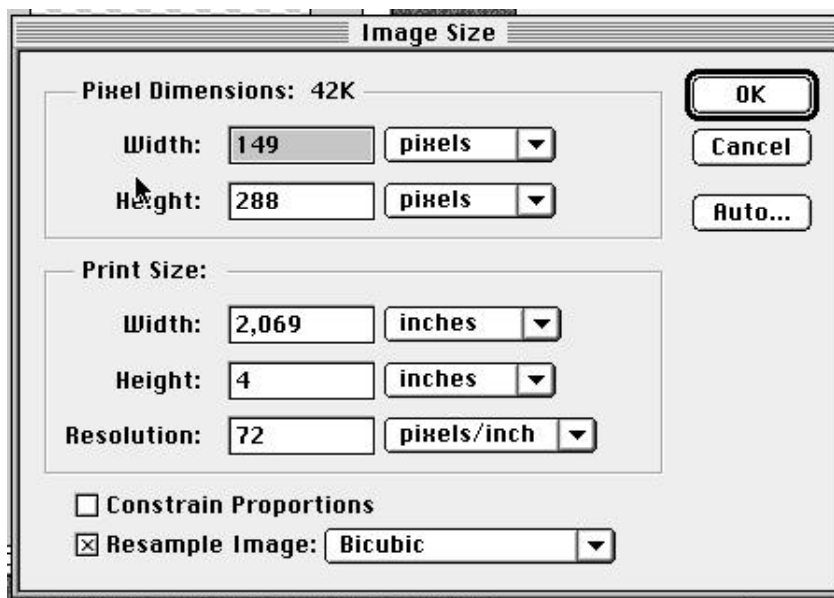 Image Size
Pixel Dimensions: 42K
OK
Width: 149 pixels
Cancel
Height: 288 pixels
Auto...
Print Size:
Width: 2,069 inches
Height: 4 inches
Resolution: 72 pixels/inch
Constrain Proportions
Resample Image: Bicubic